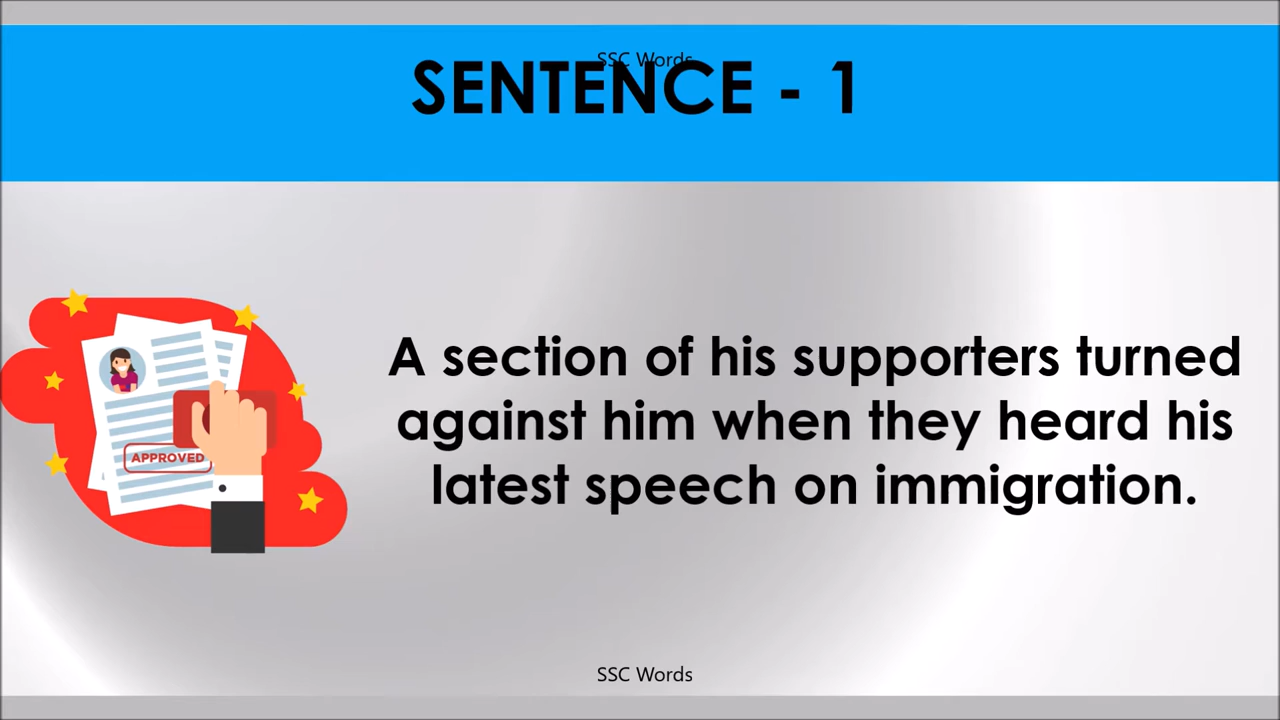 SSC Words
SENTENCE - 1
A section of his supporters turned
against him when they heard his
latest speech on immigration.
APPROVED
SSC Words